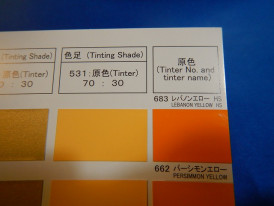 (Tinting Shade)
色足 (Tinting Shade)
原色
(Tinter No. and
tinter name)
原色(Tinter)
: 30
531:原色(Tinter)
70 : 30
683 レバノンエロー HS
LEBANON YELLOW HS
662 パーシモンエロー
PERSIMMON YELLOW